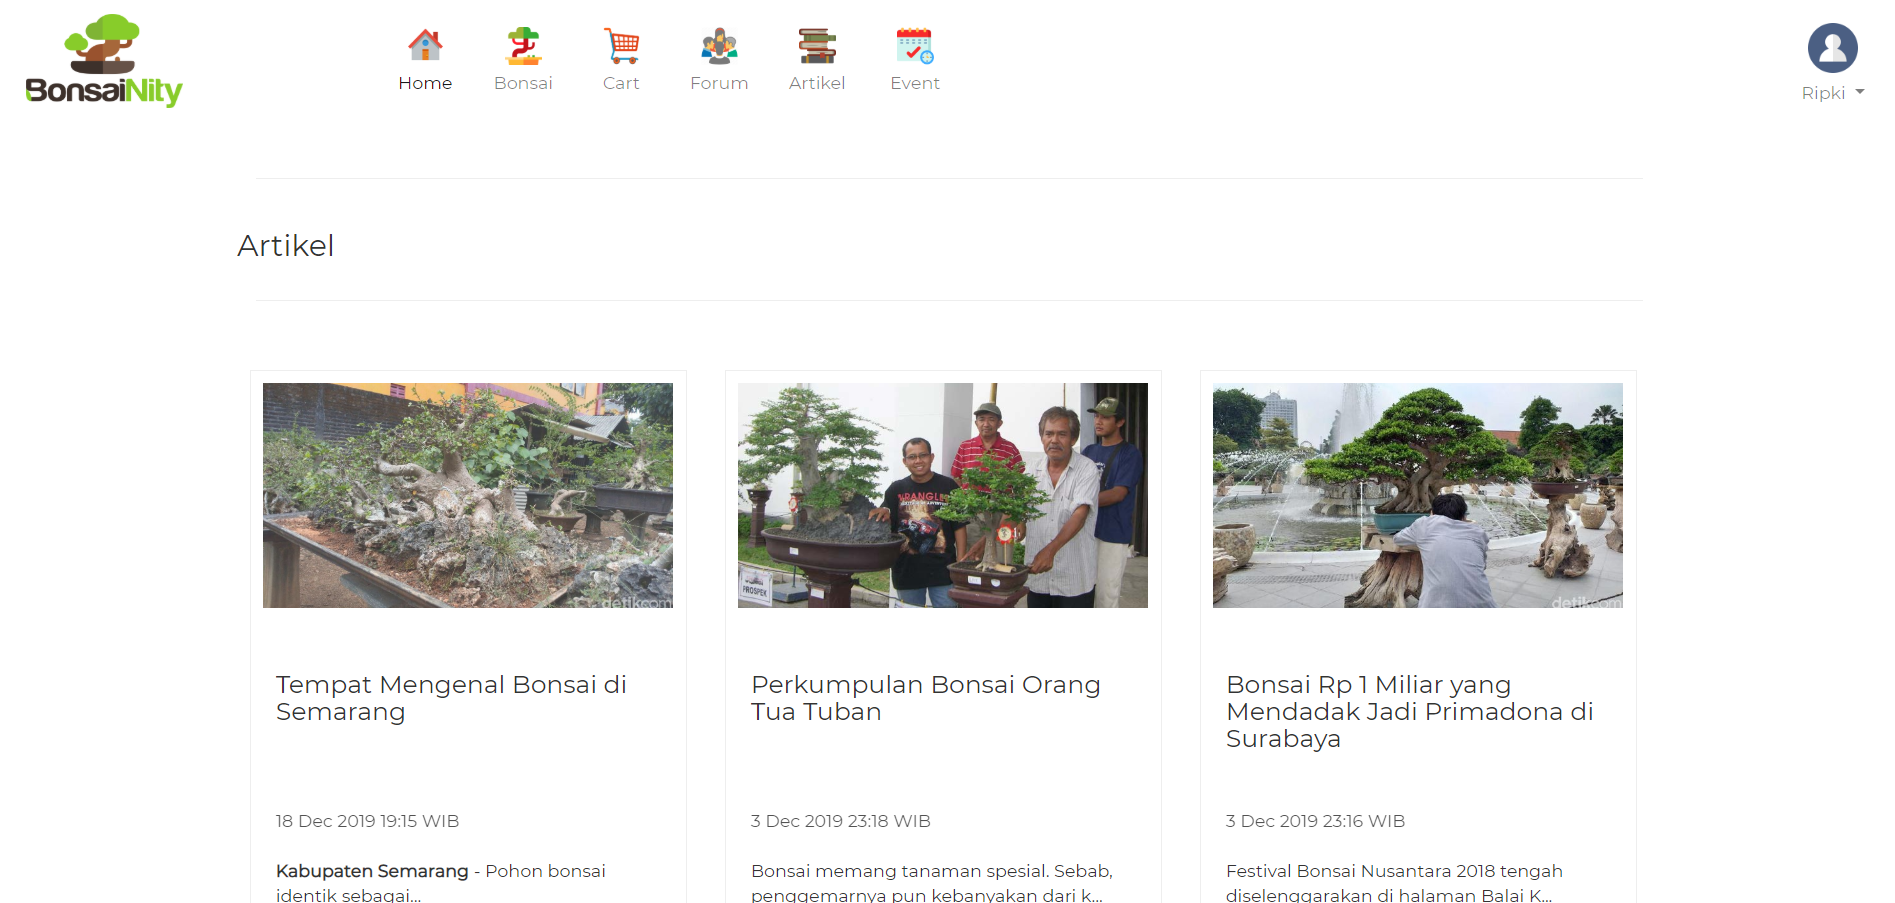 BonsaiNity
Home
Bonsai
Cart
Forum
Artikel
Event
Ripki
Artikel
detikcom
PROSPEK
detikcom
Tempat Mengenal Bonsai di
Semarang
Perkumpulan Bonsai Orang
Tua Tuban
Bonsai Rp 1 Miliar yang
Mendadak Jadi Primadona di
Surabaya
18 Dec 2019 19:15 WIB
3 Dec 2019 23:18 WIB
3 Dec 2019 23:16 WIB
Kabupaten Semarang - Pohon bonsai
identik sebagai...
Bonsai memang tanaman spesial. Sebab,
penggemarnya pun kebanyakan dari k...
Festival Bonsai Nusantara 2018 tengah
diselenggarakan di halaman Balai K...